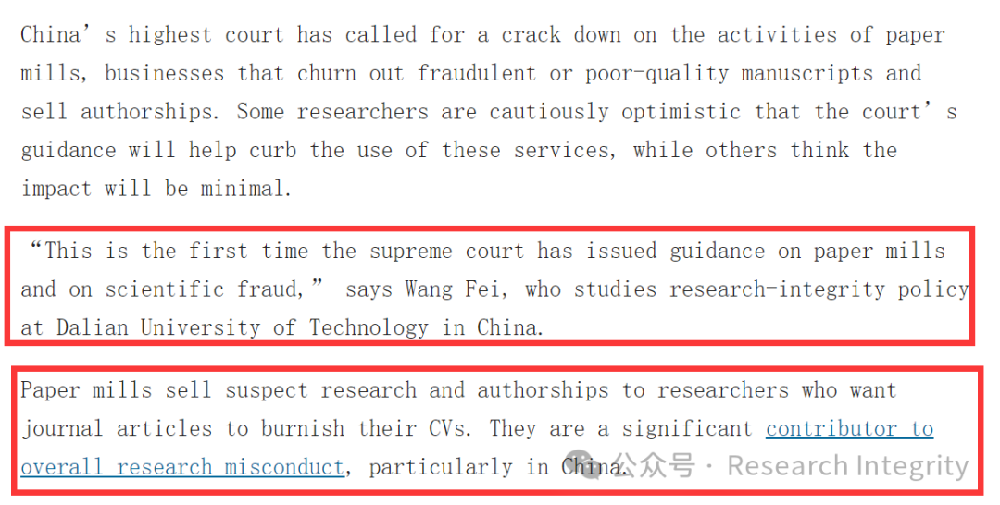 China’s highest court has called for a crack down on the activities of paper
mills, businesses that churn out fraudulent or poor-quality manuscripts and
sell authorships. Some researchers are cautiously optimistic that the court’s
guidance will help curb the use of these services, while others think the
impact will be minimal.
“This is the first time the supreme court has issued guidance on paper mills
and on scientific fraud,” says Wang Fei, who studies research-integrity policy
at Dalian University of Technology in China.
Paper mills sell suspect research and authorships to researchers who want
journal articles to burnish their CVs. They are a significant contributor to
overall research misconduct, particularly in China.
公众号 · Research Integrity